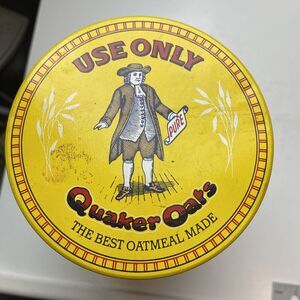 USE ONLY
PURE
Quaker Oats
THE BEST OATMEAL MADE